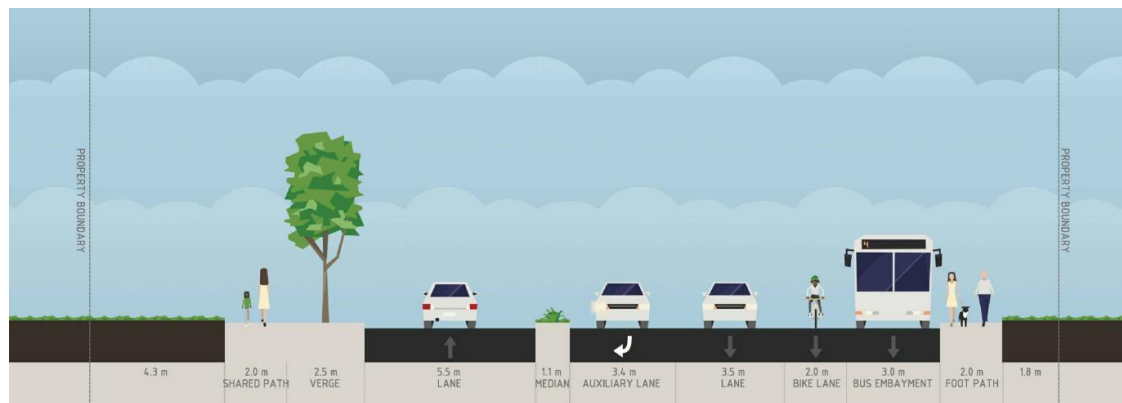 PROPERTY BOUNDARY
PROPERTY BOUNDARY
4
4.3 m
2.0 m
SHARED PATH
2.5 m
VERGE
5.5 m
LANE
1.1 m
MEDIAN
3.4 m
AUXILIARY LANE
3.5 m
LANE
2.0 m
BIKE LANE
3.0 m
BUS EMBAYMENT
2.0 m
FOOT PATH
1.8 m